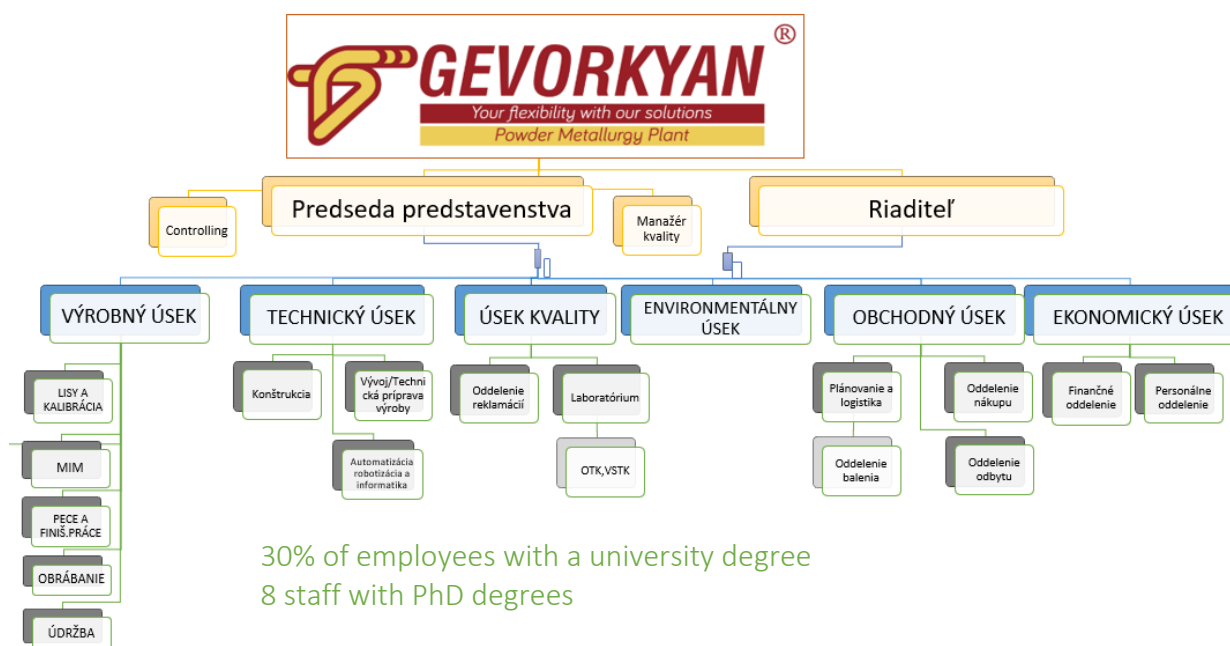 GEVORKYAN®
Your flexibility with our solutions
Powder Metallurgy Plant
Predseda predstavenstva
Riaditeľ
Controlling
Manažér
kvality
VÝROBNÝ ÚSEK
TECHNICKÝ ÚSEK
ÚSEK KVALITY
ENVIRONMENTÁLNY
ÚSEK
OBCHODNÝ ÚSEK
EKONOMICKÝ ÚSEK
LISY A
KALIBRÁCIA
MIM
PECE A
FINIŠ.PRÁCE
OBRÁBANIE
ÚDRŽBA
Konštrukcia
Vývoj/Techni
cká príprava
výroby
Automatizácia
robotizácia a
informatika
Oddelenie
reklamácií
Laboratórium
OTK,VSTK
Plánovanie a
logistika
Oddelenie
nákupu
Oddelenie
balenia
Oddelenie
odbytu
Finančné
oddelenie
Personálne
oddelenie
30% of employees with a university degree
8 staff with PhD degrees